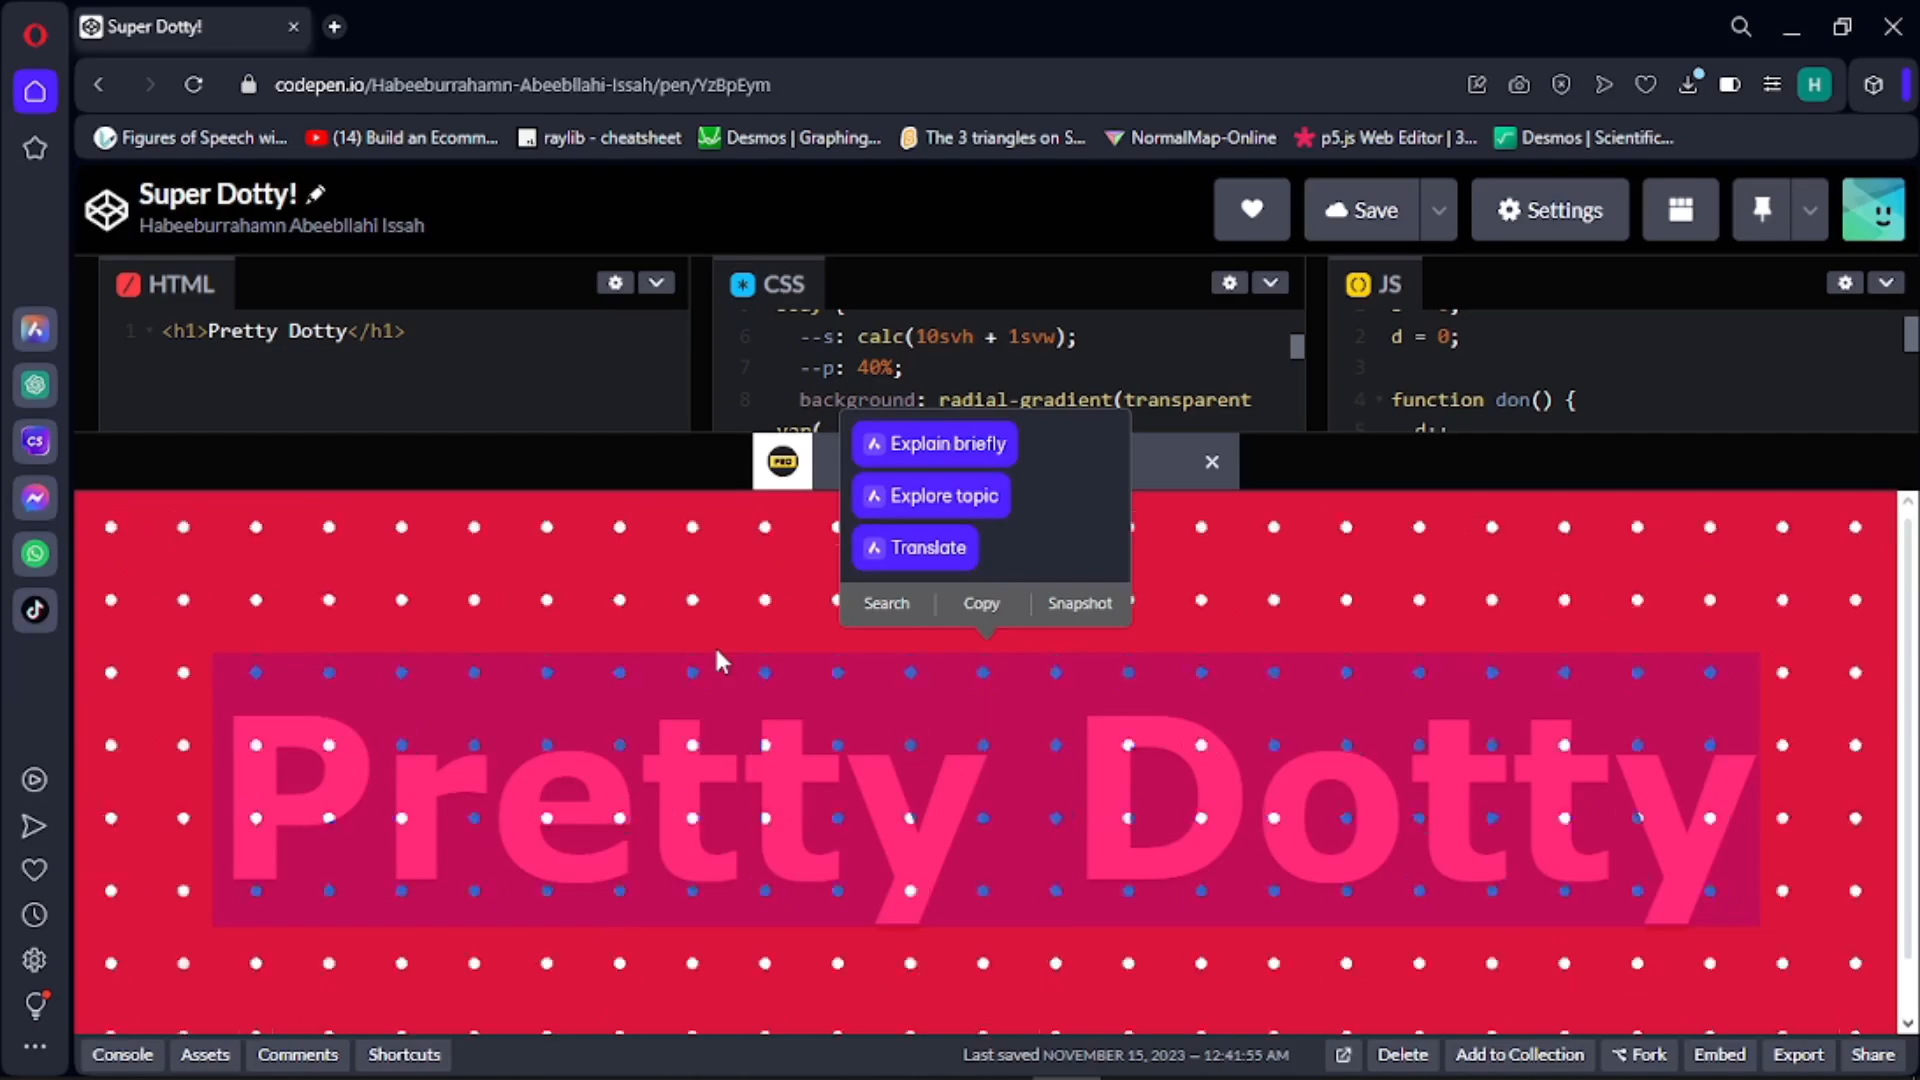 Super Dotty!
codepen.io/Habeeburrahamn-Abeebllahi-Issah/pen/YzBpEym
H
Figures of Speech wi...
(14) Build an Ecomm...
raylib - cheatsheet
Desmos | Graphing...
The 3 triangles on S...
NormalMap-Online
p5.js Web Editor | 3...
Desmos | Scientific...
Super Dotty!
Habeeburrahamn Abeebllahi Issah
Save
Settings
HTML
CSS
JS
1 <h1>Pretty Dotty</h1>
6 --s: calc(10svh + 1svw);
7 --p: 40%;
8 background: radial-gradient(transparent
2 d = 0;
3
4 function don() {
CS
PRO
Explain briefly
Explore topic
Translate
Search
Copy
Snapshot
Pretty Dotty
Console
Assets
Comments
Shortcuts
Last saved NOVEMBER 15, 2023 — 12:41:55 AM
Delete
Add to Collection
Fork
Embed
Export
Share